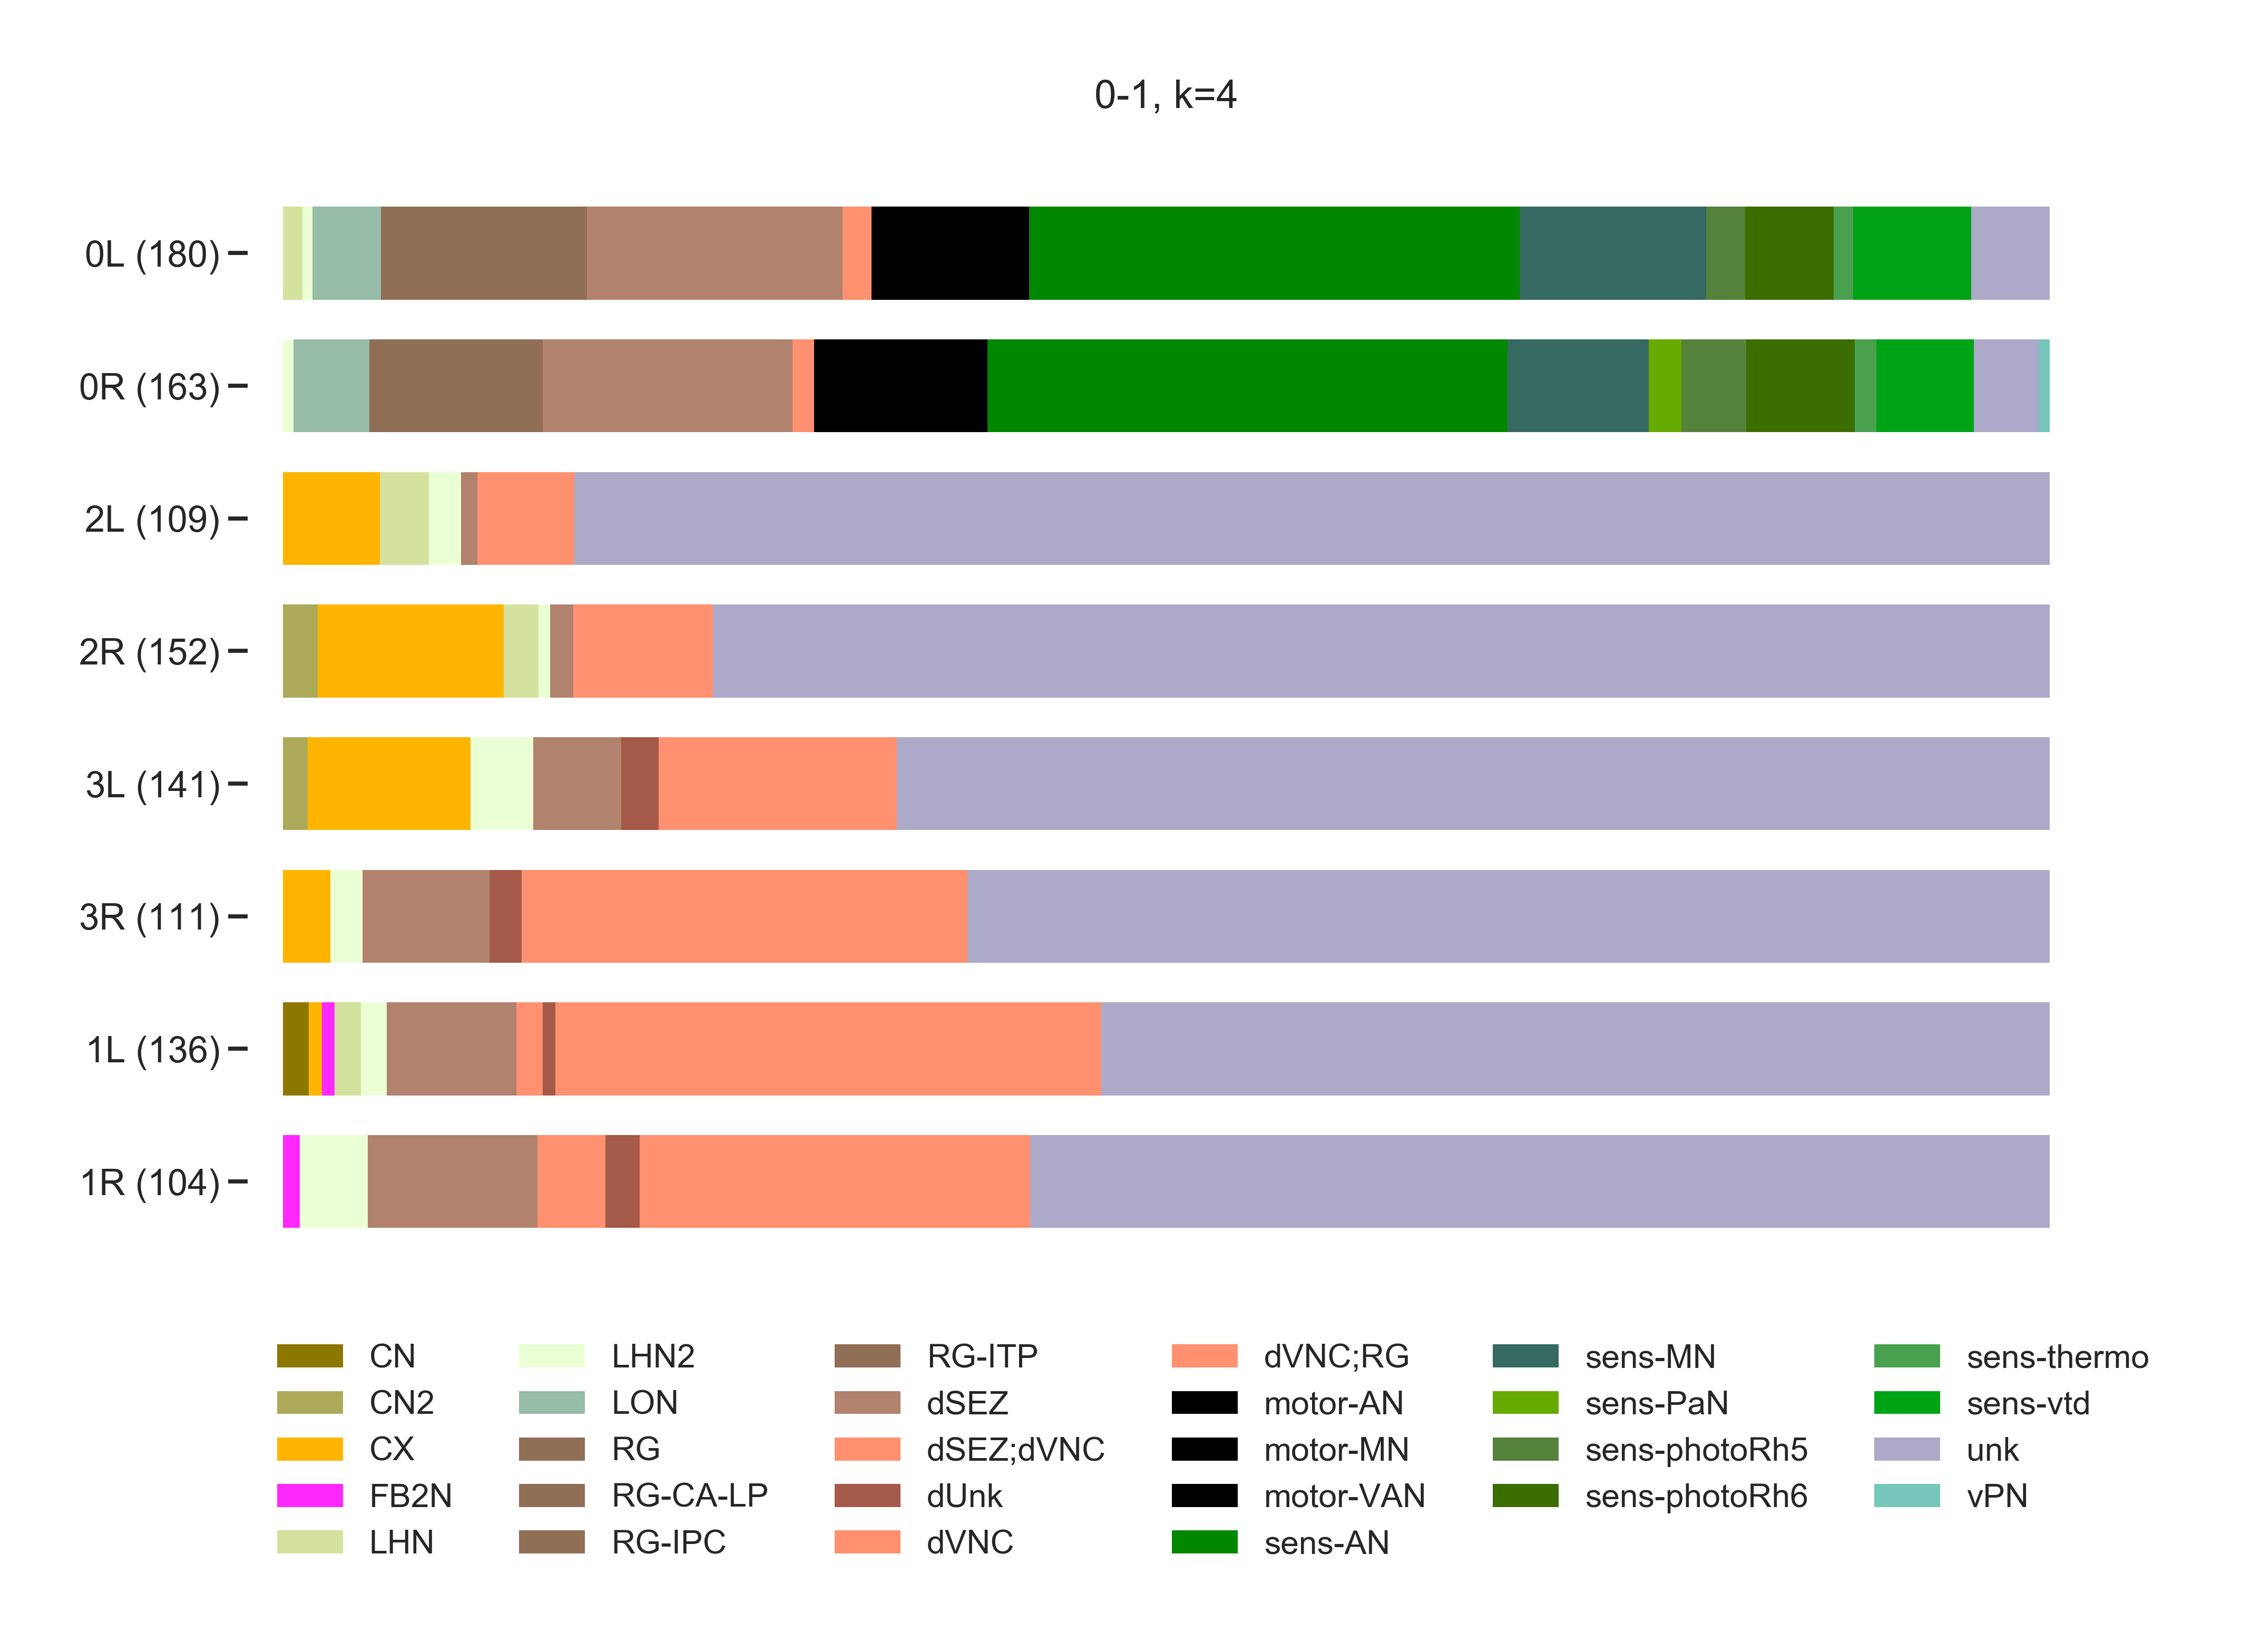 0-1, k=4
0L (180)
0R (163)
2L (109)
2R (152)
3L (141)
3R (111)
1L (136)
1R (104)
CN
CN2
CX
FB2N
LHN
LHN2
LON
RG
RG-CA-LP
RG-IPC
RG-ITP
dSEZ
dSEZ;dVNC
dUnk
dVNC
dVNC;RG
motor-AN
motor-MN
motor-VAN
sens-AN
sens-MN
sens-PaN
sens-photoRh5
sens-photoRh6
sens-thermo
sens-vtd
unk
vPN